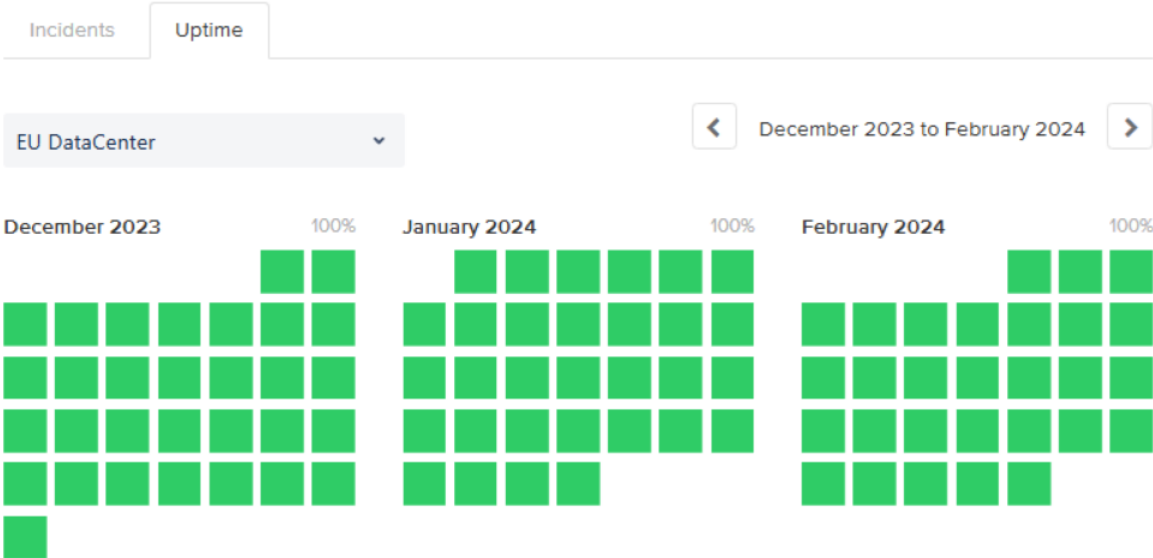 Incidents
Uptime
EU DataCenter
December 2023 to February 2024
December 2023 100%
January 2024 100%
February 2024 100%